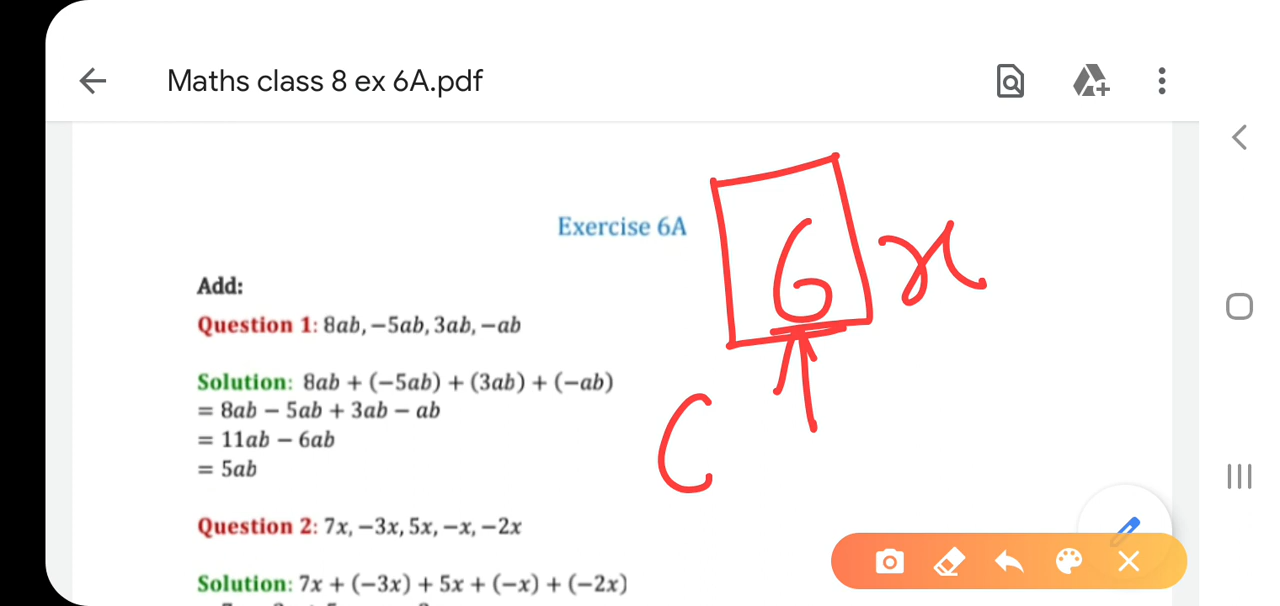 Maths class 8 ex 6A.pdf
Exercise 6A
6x
Add:
Question 1: 8ab, −5ab, 3ab, −ab
Solution: 8ab + (−5ab) + (3ab) + (−ab)
= 8ab − 5ab + 3ab − ab
C
= 11ab − 6ab
= 5ab
Question 2: 7x, −3x, 5x, −x, −2x
Solution: 7x + (−3x) + 5x + (−x) + (−2x)